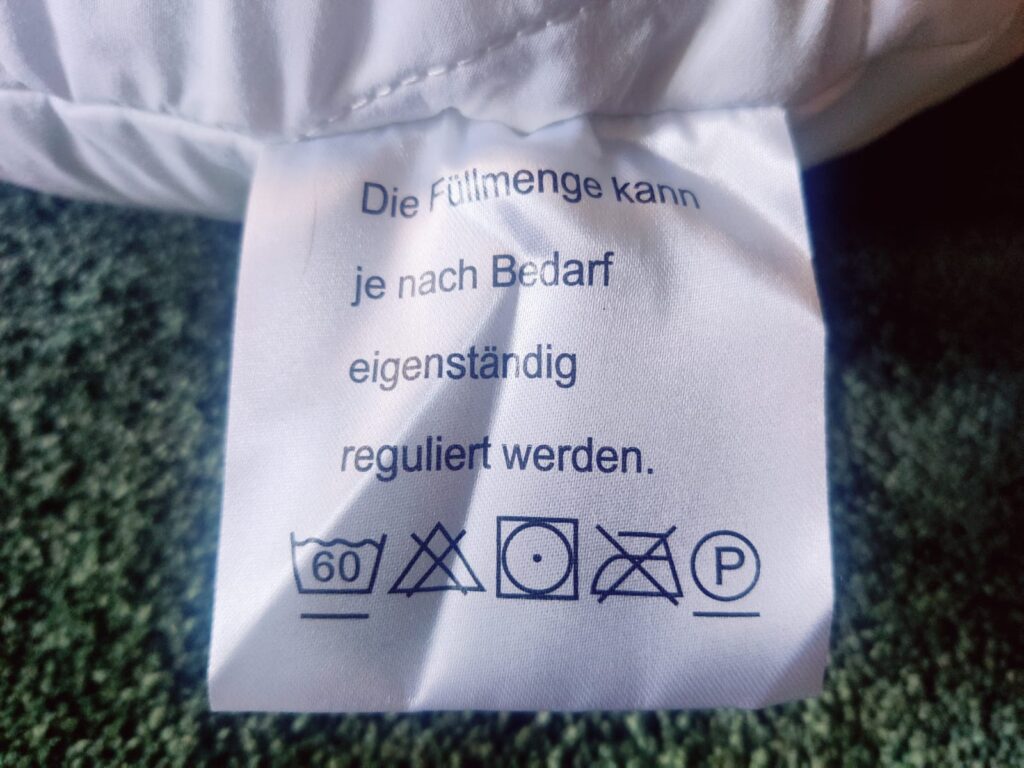 Die Füllmenge kann
je nach Bedarf
eigenständig
reguliert werden.
60 P